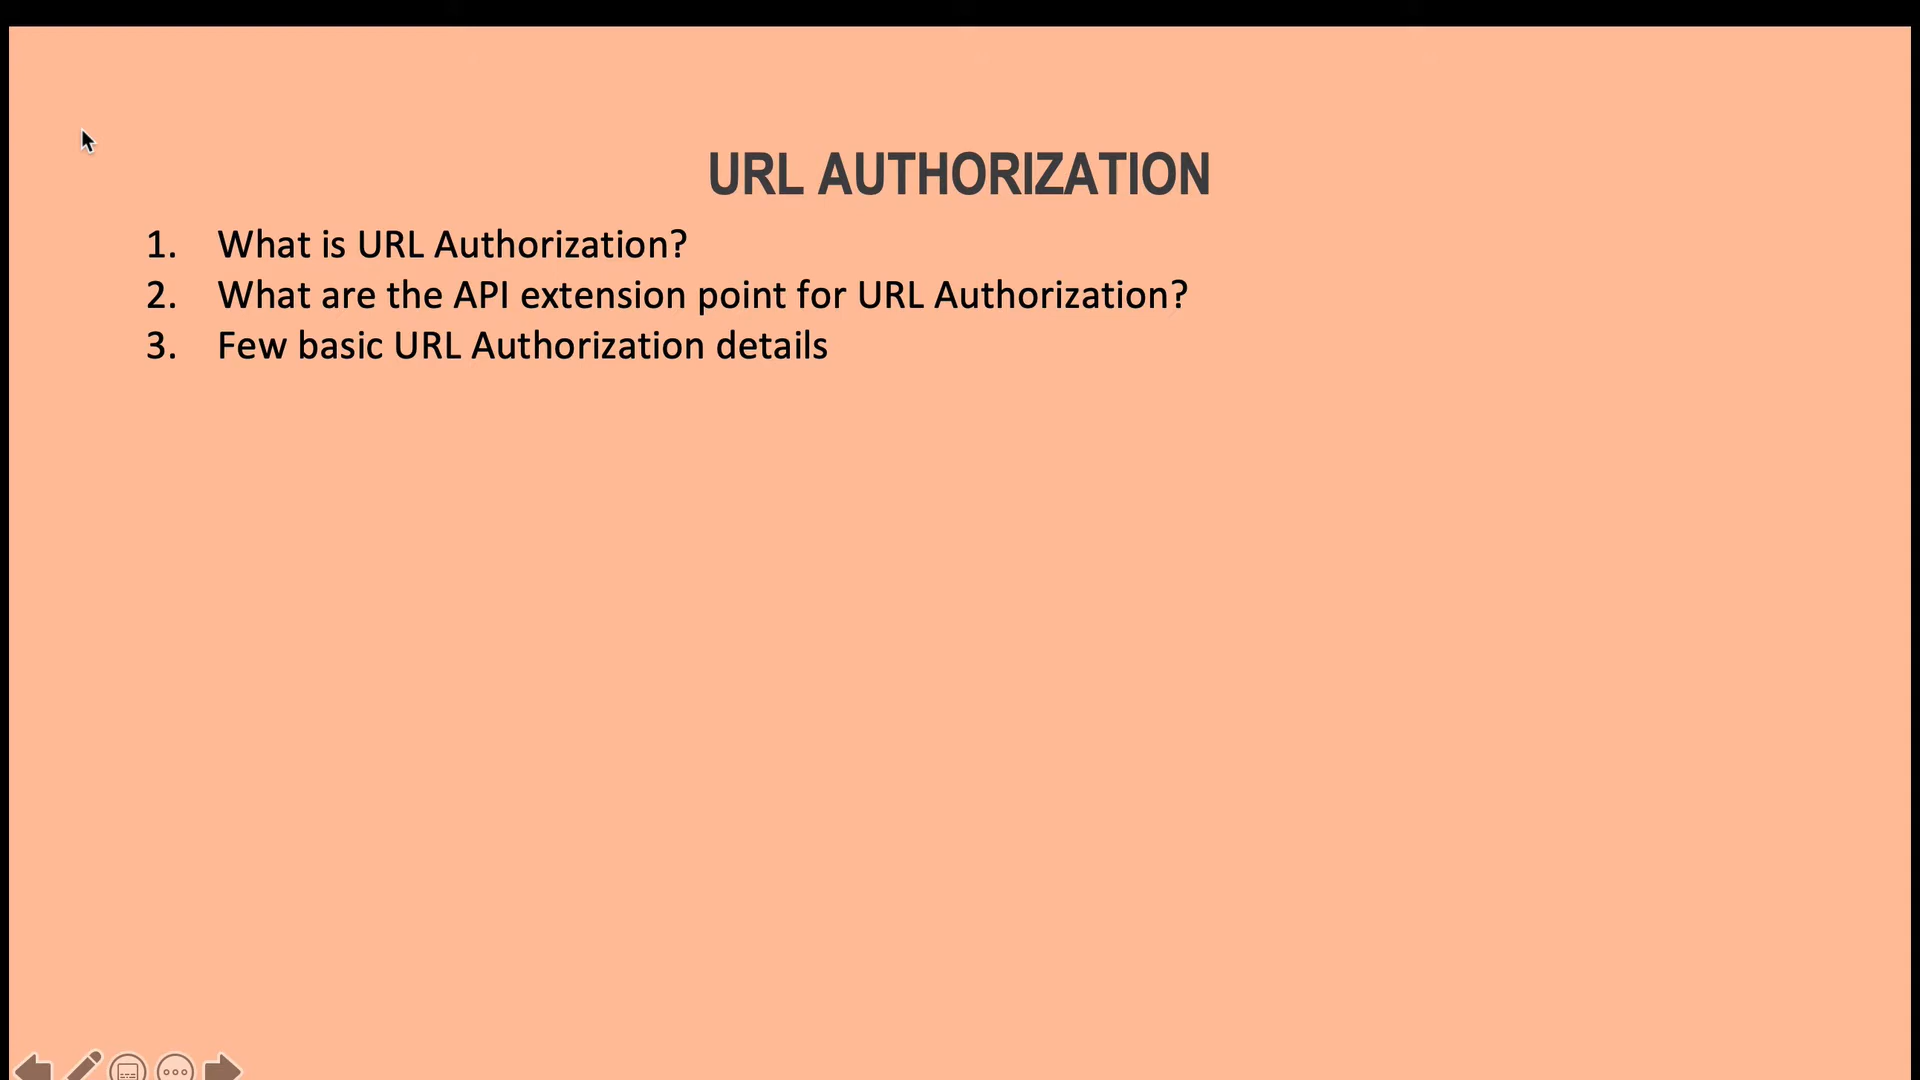 URL AUTHORIZATION
1. What is URL Authorization?
2. What are the API extension point for URL Authorization?
3. Few basic URL Authorization details